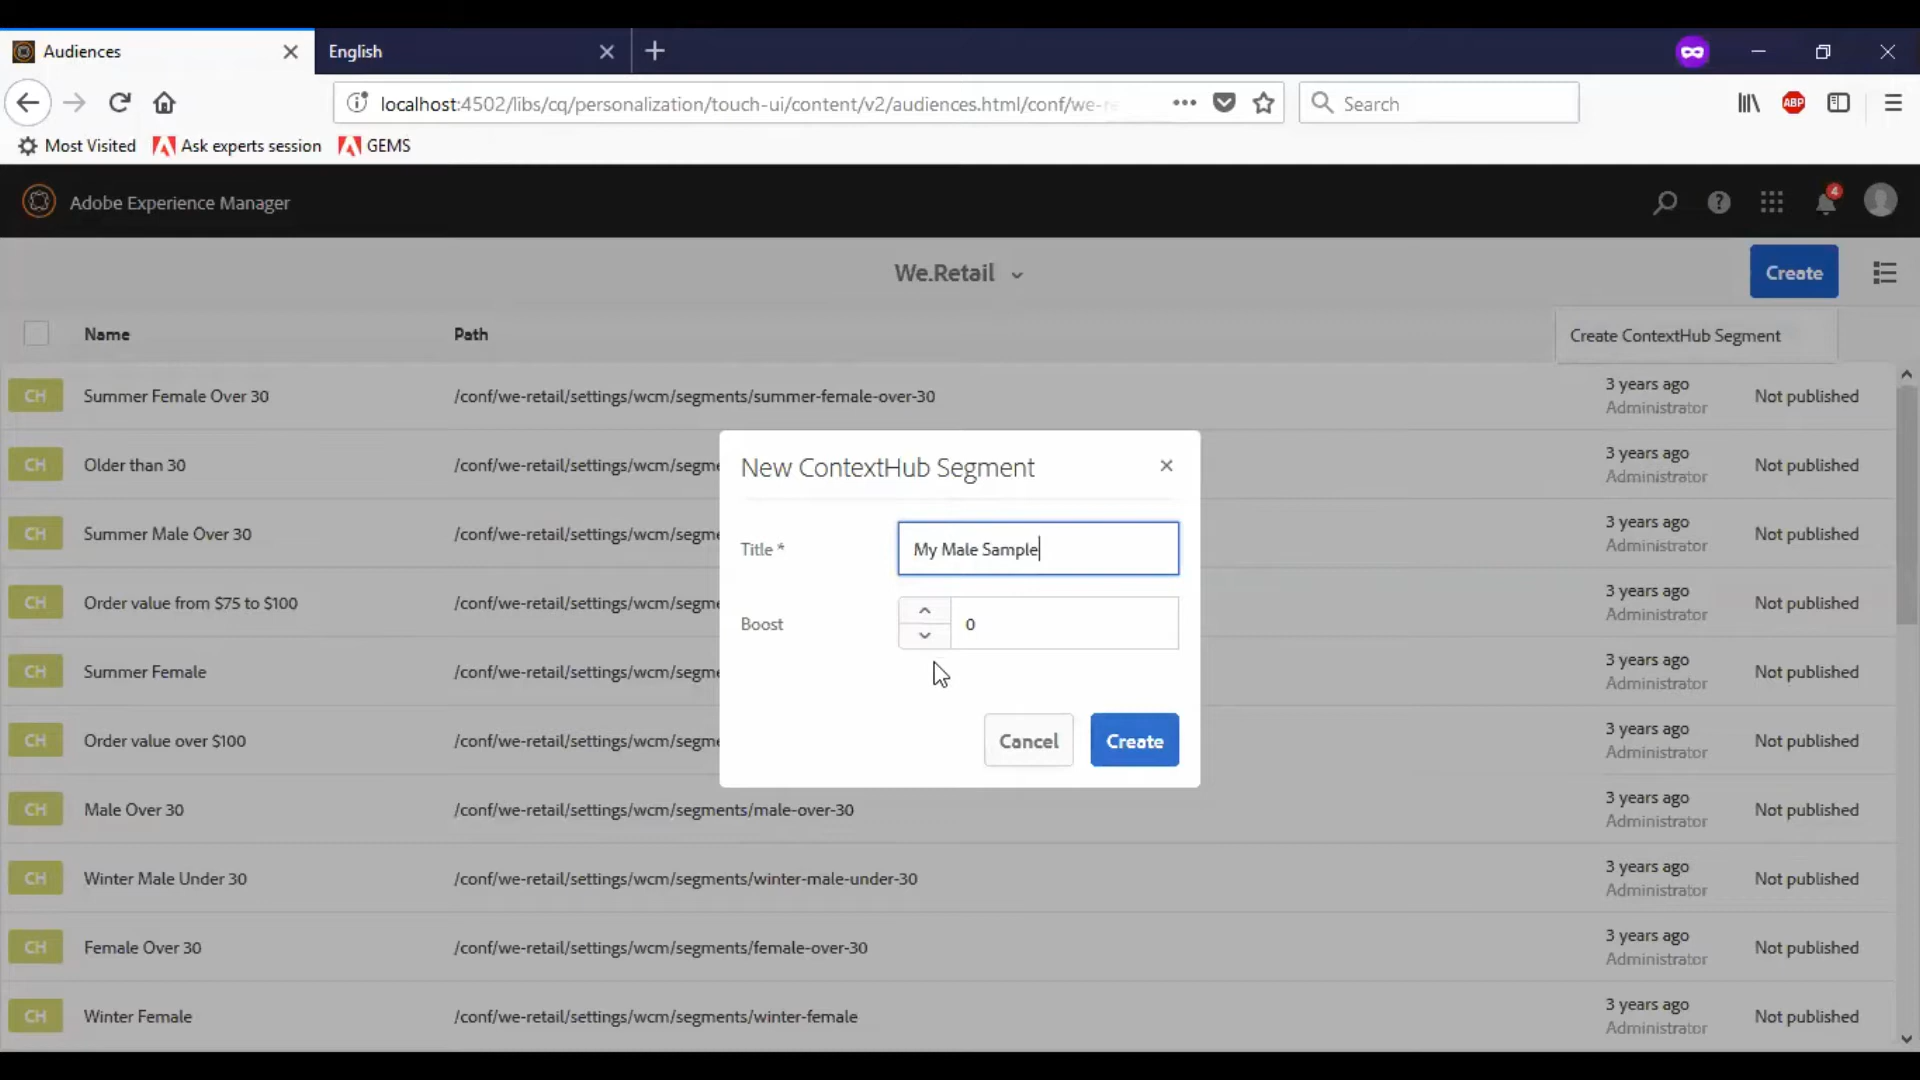 Audiences
English
localhost:4502/libs/cq/personalization/touch-ui/content/v2/audiences.html/conf/we-re
Search
ABP
Most Visited
Ask experts session
GEMS
Adobe Experience Manager
4
We.Retail
Create
Name
Path
Create ContextHub Segment
CH Summer Female Over 30 /conf/we-retail/settings/wcm/segments/summer-female-over-30 3 years ago Not published
Administrator
CH Older than 30 /conf/we-retail/settings/wcm/segme 3 years ago Not published
Administrator
CH Summer Male Over 30 /conf/we-retail/settings/wcm/segme 3 years ago Not published
Administrator
CH Order value from $75 to $100 /conf/we-retail/settings/wcm/segme 3 years ago Not published
Administrator
CH Summer Female /conf/we-retail/settings/wcm/segme 3 years ago Not published
Administrator
CH Order value over $100 /conf/we-retail/settings/wcm/segme 3 years ago Not published
Administrator
CH Male Over 30 /conf/we-retail/settings/wcm/segments/male-over-30 3 years ago Not published
Administrator
CH Winter Male Under 30 /conf/we-retail/settings/wcm/segments/winter-male-under-30 3 years ago Not published
Administrator
CH Female Over 30 /conf/we-retail/settings/wcm/segments/female-over-30 3 years ago Not published
Administrator
CH Winter Female /conf/we-retail/settings/wcm/segments/winter-female 3 years ago Not published
Administrator
New ContextHub Segment
Title * My Male Sample
Boost 0
Cancel Create